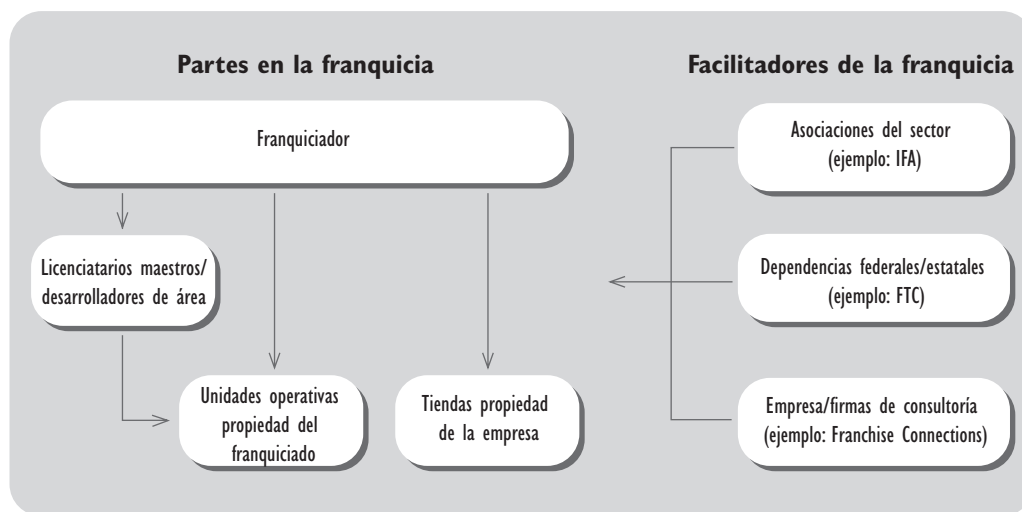 Partes en la franquicia
Franquiciador
Licenciatarios maestros/
desarrolladores de área
Unidades operativas
propiedad del
franquiciado
Tiendas propiedad
de la empresa
Facilitadores de la franquicia
Asociaciones del sector
(ejemplo: IFA)
Dependencias federales/estatales
(ejemplo: FTC)
Empresa/firmas de consultoría
(ejemplo: Franchise Connections)